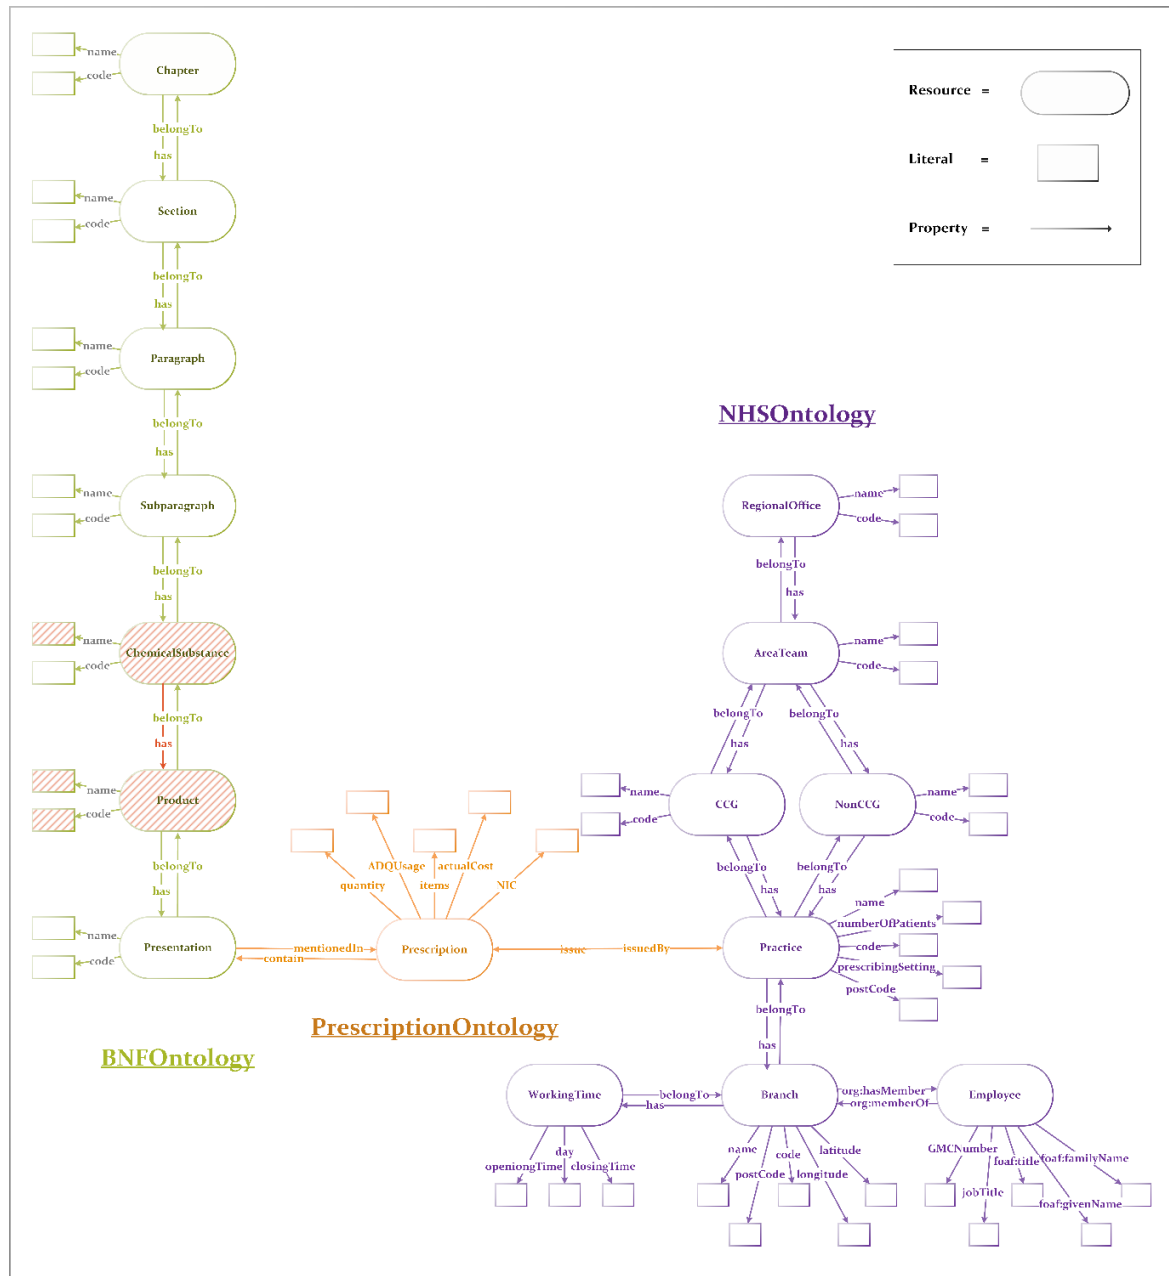 name
code
Chapter
belongTo
has
name
code
Section
belongTo
has
name
code
Paragraph
belongTo
has
name
code
Subparagraph
belongTo
has
name
code
ChemicalSubstance
belongTo
has
name
code
Product
belongTo
has
name
code
Presentation
BNFOntology
mentionedIn
contain
quantity
ADQUsage
items
actualCost
NIC
Prescription
issue
issuedBy
PrescriptionOntology
Resource =
Literal =
Property =
NHSOntology
RegionalOffice
name
code
belongTo
has
AreaTeam
name
code
belongTo
has
belongTo
has
name
code
CCG
NonCCG
name
code
belongTo
has
belongTo
has
Practice
name
numberOfPatients
code
prescribingSetting
postCode
belongTo
has
WorkingTime
belongTo
has
Branch
org:hasMember
org:memberOf
Employee
openiongTime
day
closingTime
name
postCode
code
longitude
latitude
GMCNumber
jobTitle
foaf:title
foaf:givenName
foaf:familyName